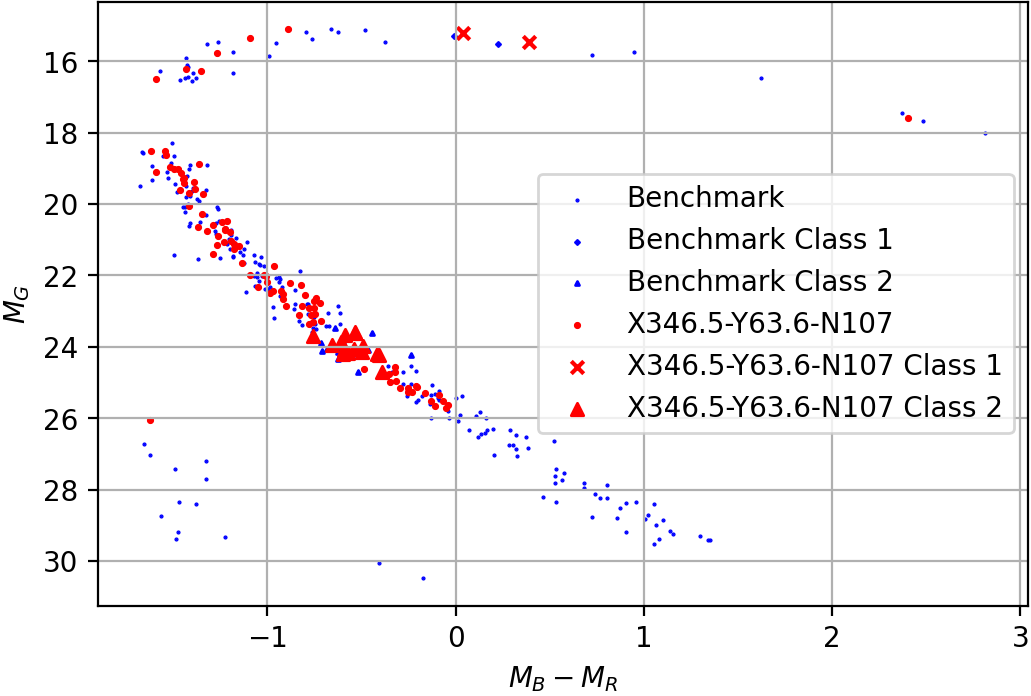 16
18
20
22
24
26
28
30
M_G
Benchmark
Benchmark Class 1
Benchmark Class 2
X346.5-Y63.6-N107
X346.5-Y63.6-N107 Class 1
X346.5-Y63.6-N107 Class 2
−1 0 1 2 3
M_B − M_R